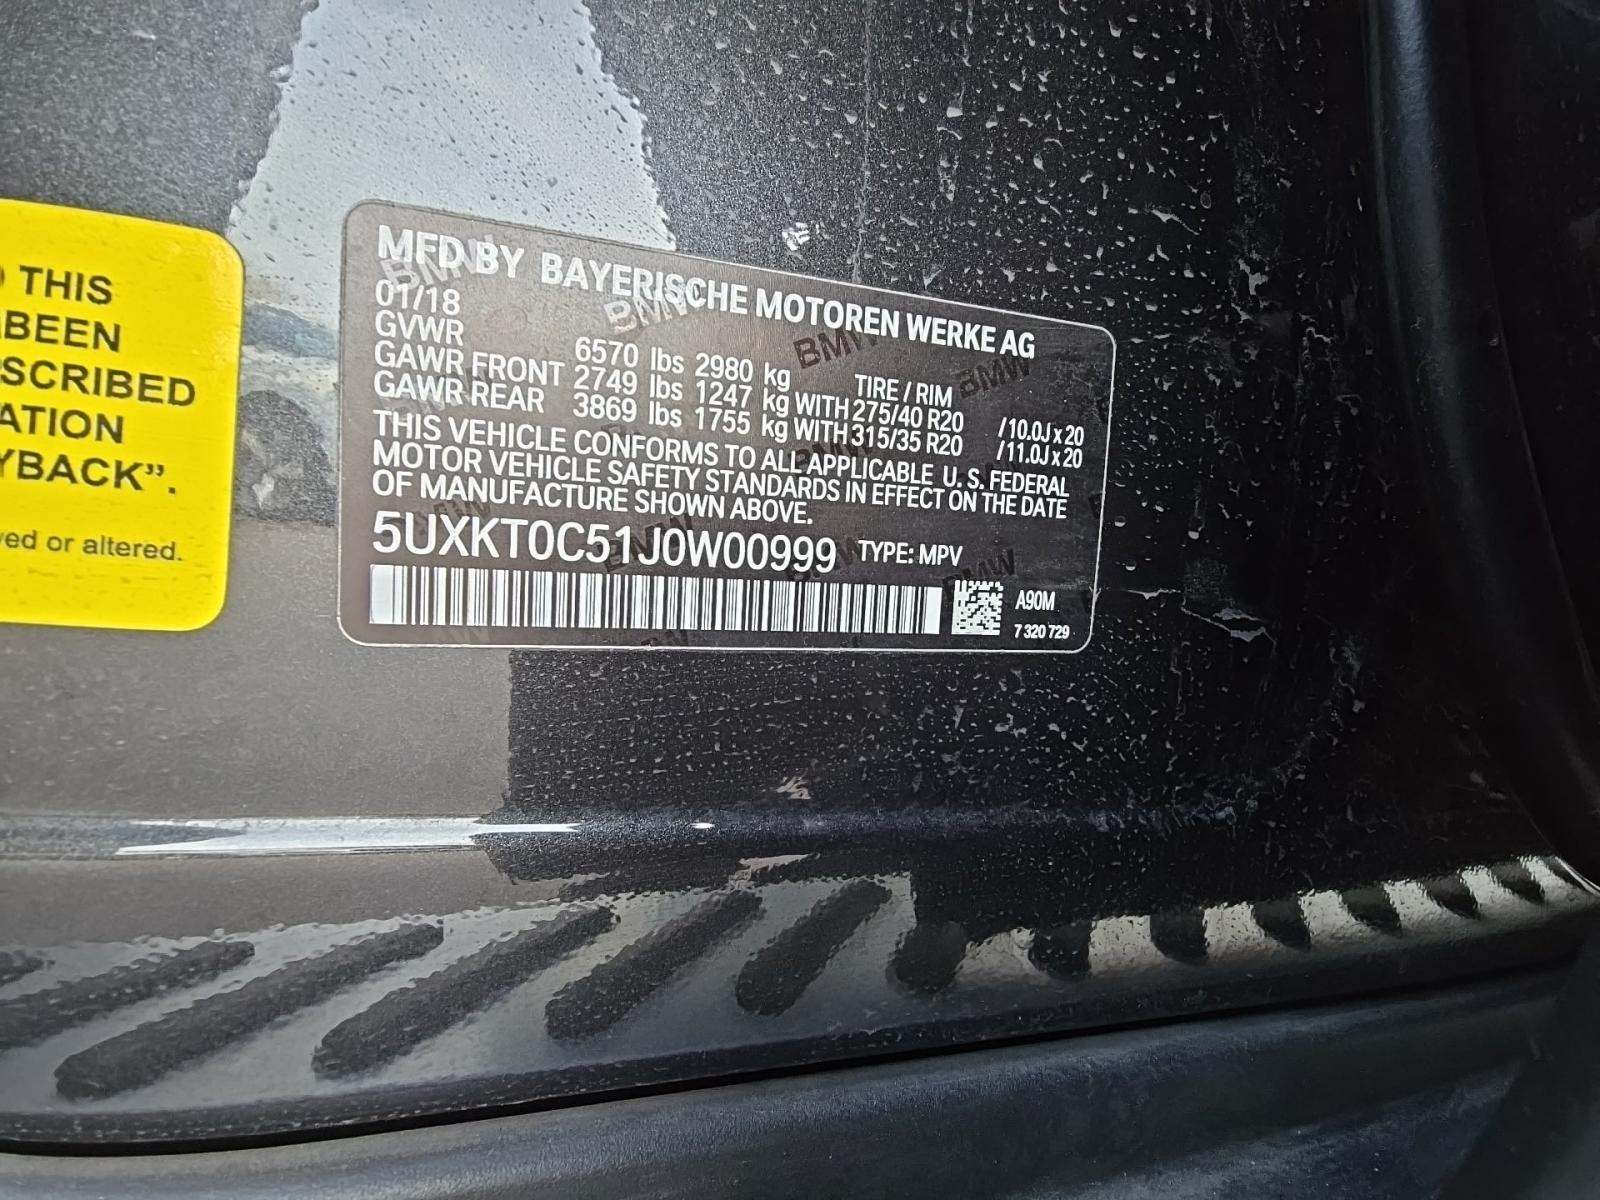 THIS
BEEN
SCRIBED
ATION
YBACK”.
ed or altered.
MFD BY BAYERISCHE MOTOREN WERKE AG
01/18
GVWR 6570 lbs 2980 kg TIRE / RIM
GAWR FRONT 2749 lbs 1247 kg WITH 275/40 R20 / 10.0J x 20
GAWR REAR 3869 lbs 1755 kg WITH 315/35 R20 / 11.0J x 20
THIS VEHICLE CONFORMS TO ALL APPLICABLE U. S. FEDERAL
MOTOR VEHICLE SAFETY STANDARDS IN EFFECT ON THE DATE
OF MANUFACTURE SHOWN ABOVE.
5UXKT0C51J0W00999 TYPE: MPV
A90M
7 320 729